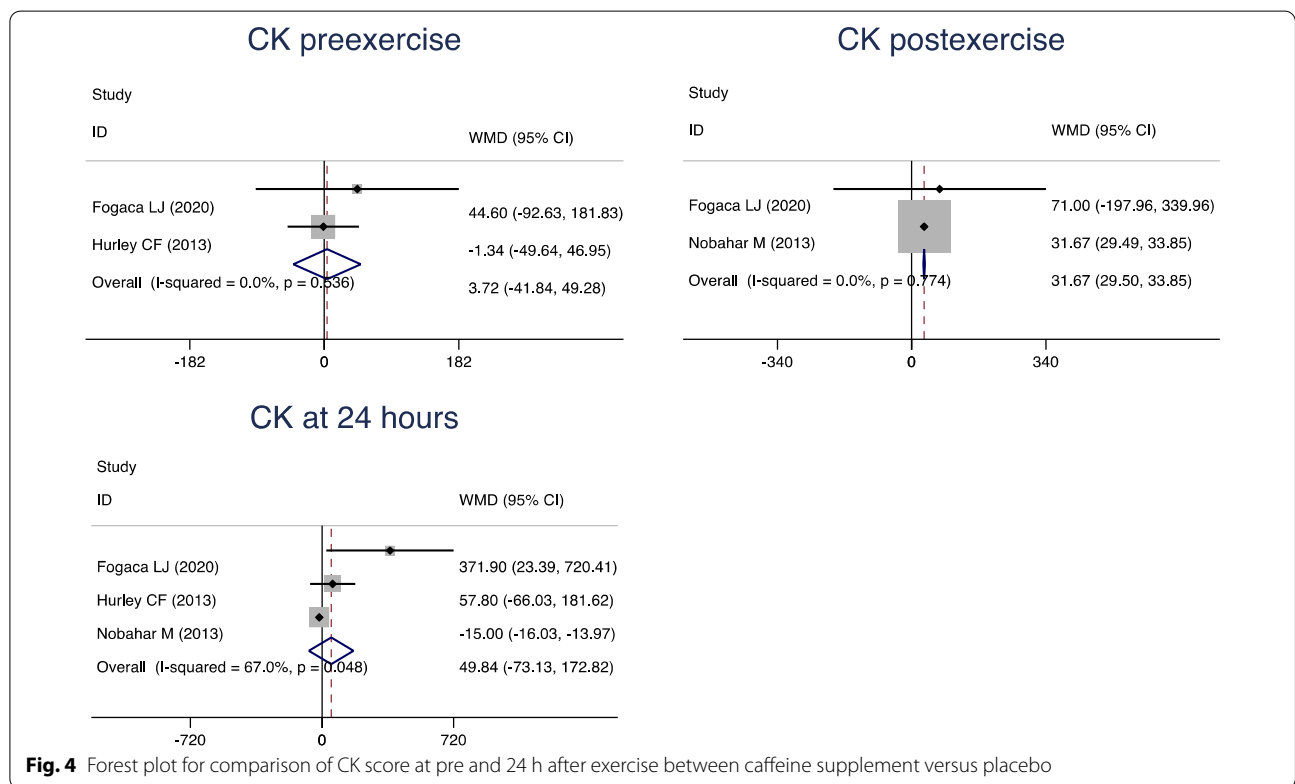 CK preexercise
Study
ID
WMD (95% CI)
Fogaca LJ (2020) 44.60 (-92.63, 181.83)
Hurley CF (2013) -1.34 (-49.64, 46.95)
Overall (I-squared = 0.0%, p = 0.536) 3.72 (-41.84, 49.28)
-182 0 182
CK postexercise
Study
ID
WMD (95% CI)
Fogaca LJ (2020) 71.00 (-197.96, 339.96)
Nobahar M (2013) 31.67 (29.49, 33.85)
Overall (I-squared = 0.0%, p = 0.774) 31.67 (29.50, 33.85)
-340 0 340
CK at 24 hours
Study
ID WMD (95% CI)
Fogaca LJ (2020) 371.90 (23.39, 720.41)
Hurley CF (2013) 57.80 (-66.03, 181.62)
Nobahar M (2013) -15.00 (-16.03, -13.97)
Overall (I-squared = 67.0%, p = 0.048) 49.84 (-73.13, 172.82)
-720 0 720
Fig. 4 Forest plot for comparison of CK score at pre and 24 h after exercise between caffeine supplement versus placebo